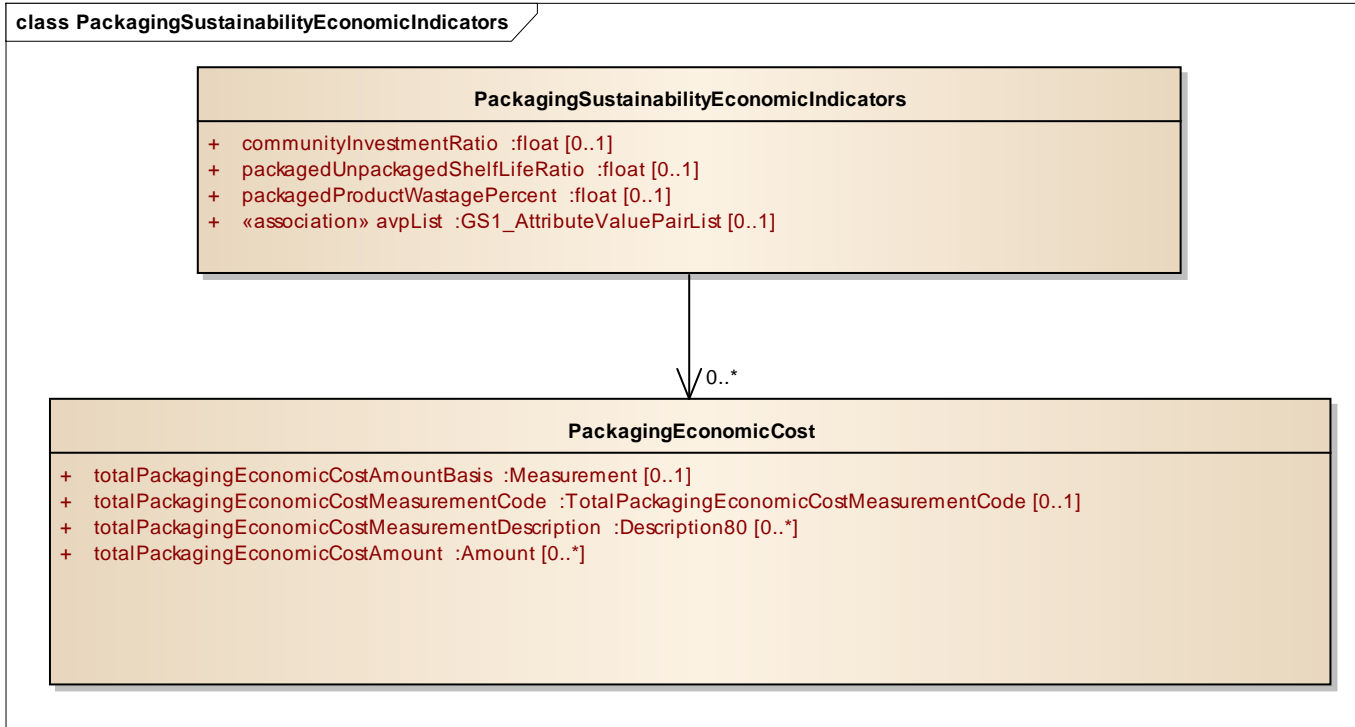 class PackagingSustainabilityEconomicIndicators
PackagingSustainabilityEconomicIndicators
+ communityInvestmentRatio :float [0..1]
+ packagedUnpackagedShelfLifeRatio :float [0..1]
+ packagedProductWastagePercent :float [0..1]
+ «association» avpList :GS1_AttributeValuePairList [0..1]
0..*
PackagingEconomicCost
+ totalPackagingEconomicCostAmountBasis :Measurement [0..1]
+ totalPackagingEconomicCostMeasurementCode :TotalPackagingEconomicCostMeasurementCode [0..1]
+ totalPackagingEconomicCostMeasurementDescription :Description80 [0..*]
+ totalPackagingEconomicCostAmount :Amount [0..*]